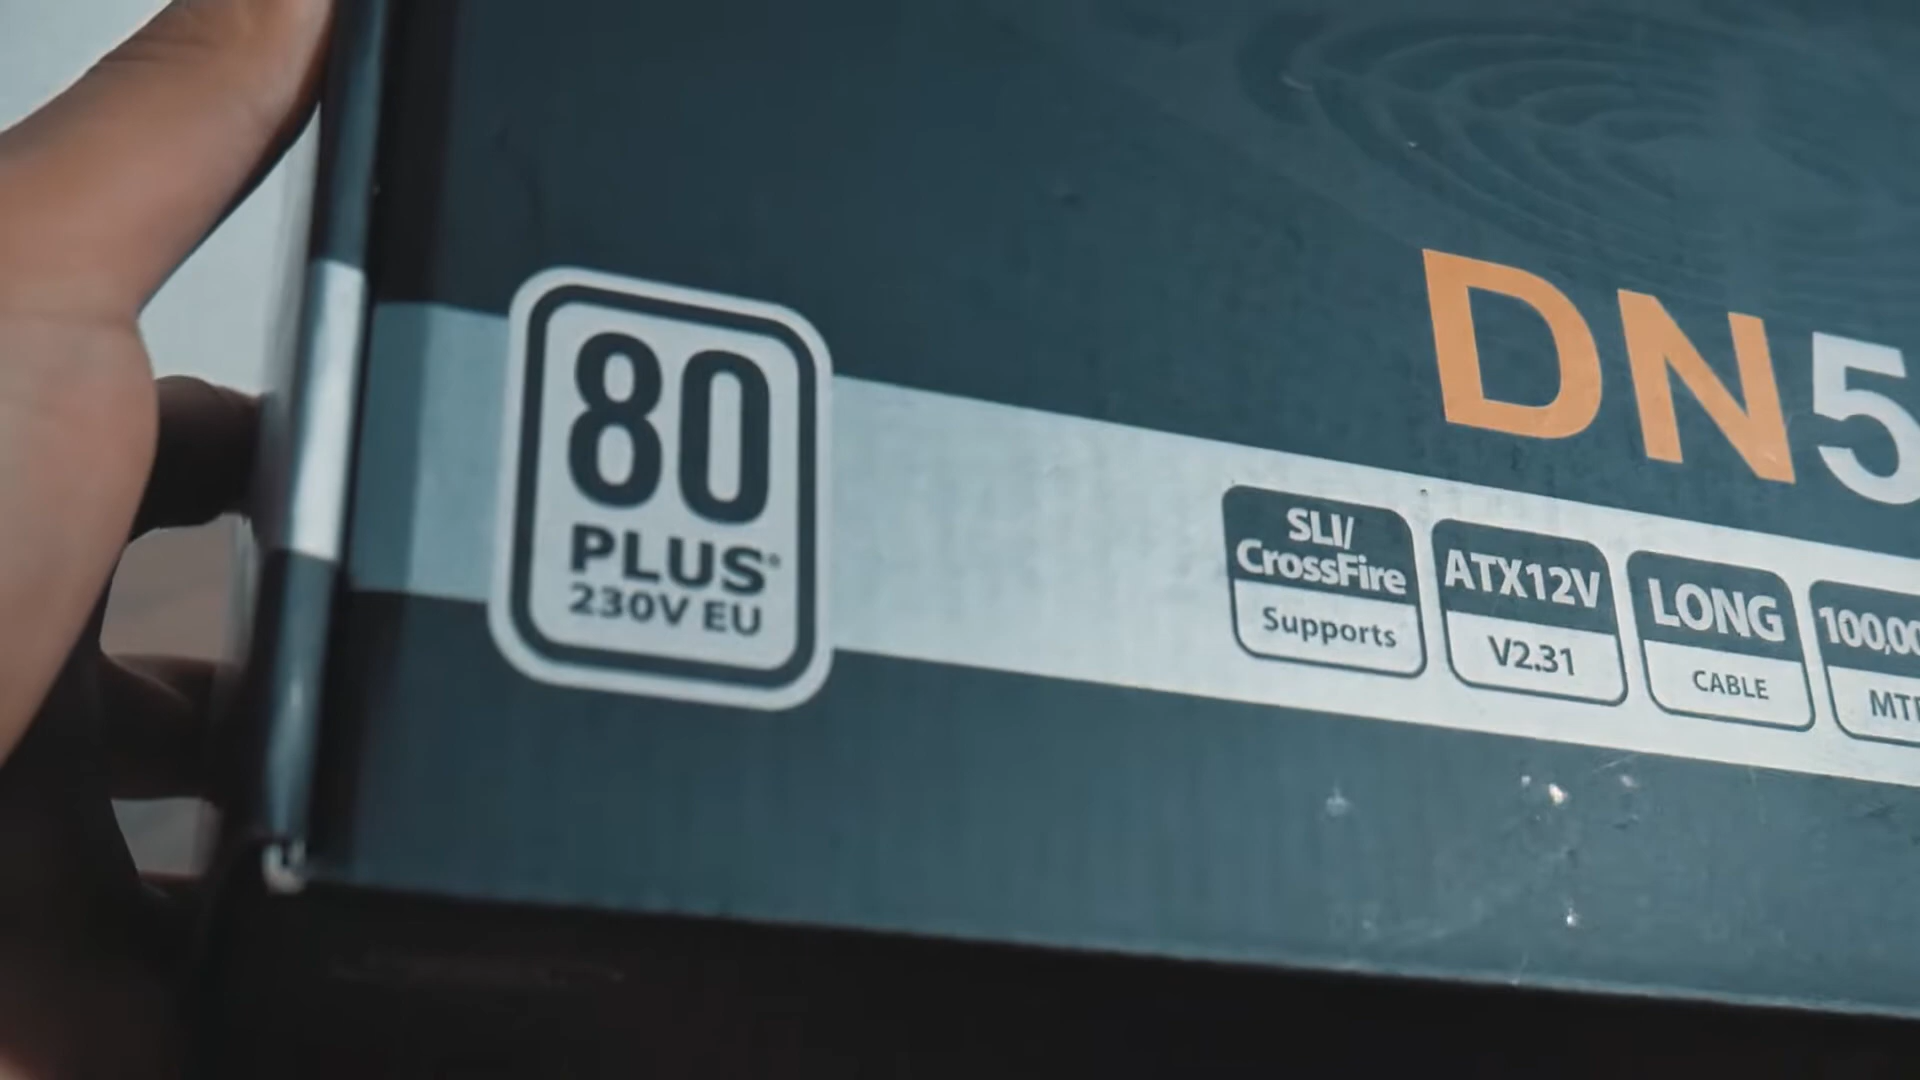 80
PLUS®
230V EU
DN5
SLI/
CrossFire
Supports
ATX12V
V2.31
LONG
CABLE
100,00
MT